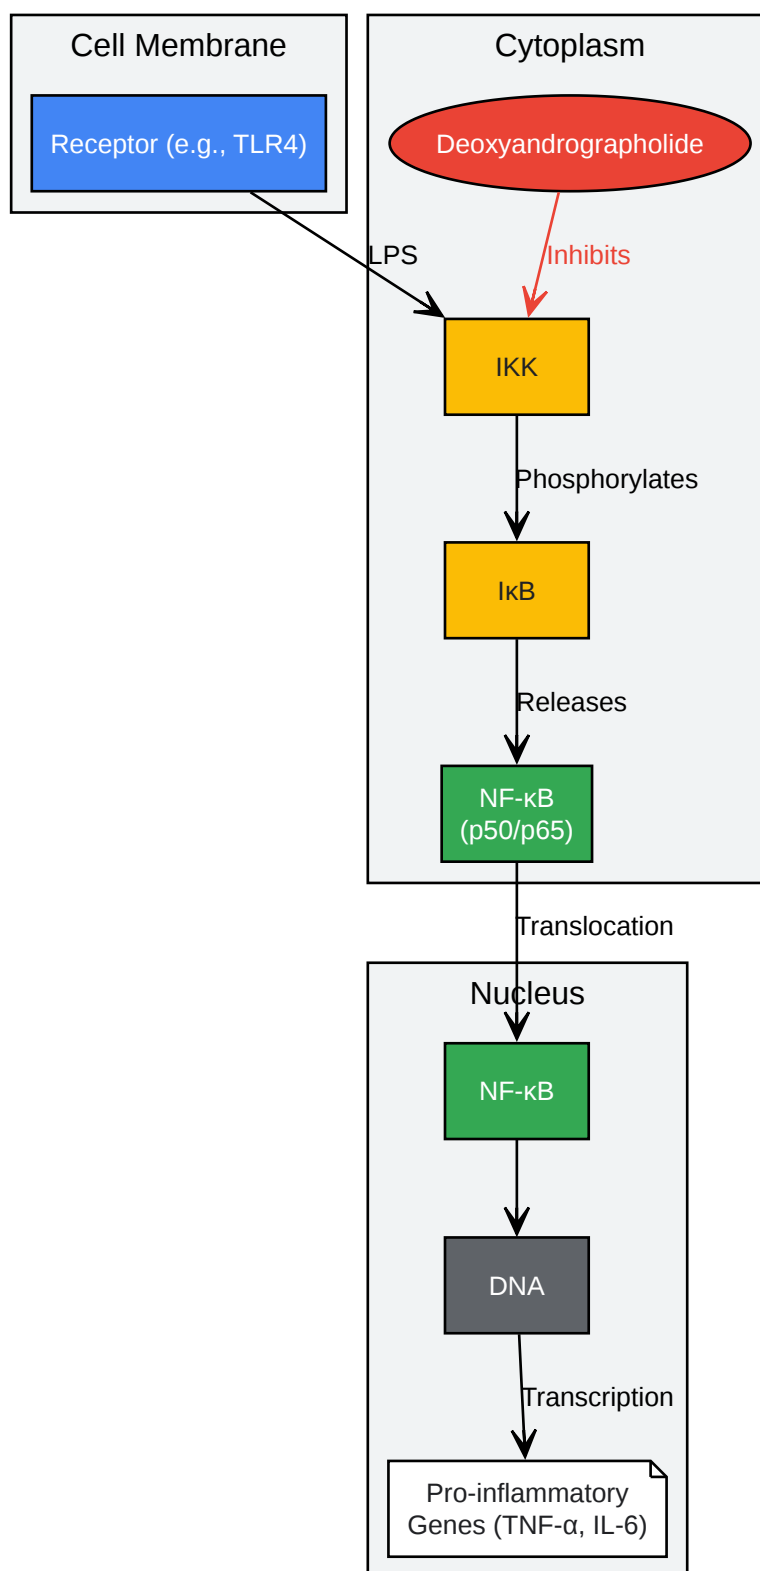 Cell Membrane
Receptor (e.g., TLR4)
Cytoplasm
Deoxyandrographolide
LPS
Inhibits
IKK
Phosphorylates
IκB
Releases
NF-κB
(p50/p65)
Translocation
Nucleus
NF-κB
DNA
Transcription
Pro-inflammatory
Genes (TNF-α, IL-6)